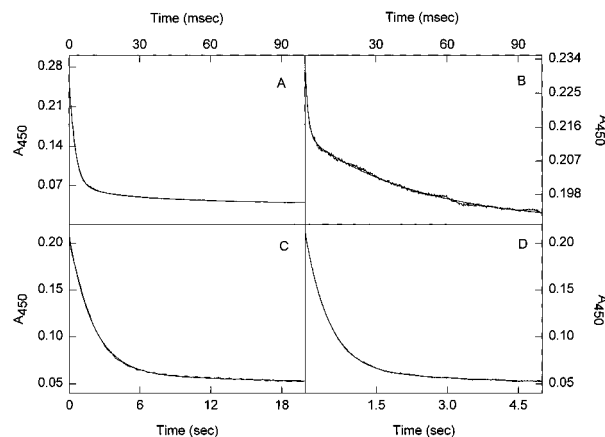 Time (msec) Time (msec)
0 30 60 90 30 60 90
0.28 A B 0.234
0.225
0.21
A450 0.216 A450
0.14
0.207
0.07
0.198
0.20 C D 0.20
0.15 0.15
A450 A450
0.10 0.10
0.05 0.05
0 6 12 18 1.5 3.0 4.5
Time (sec) Time (sec)